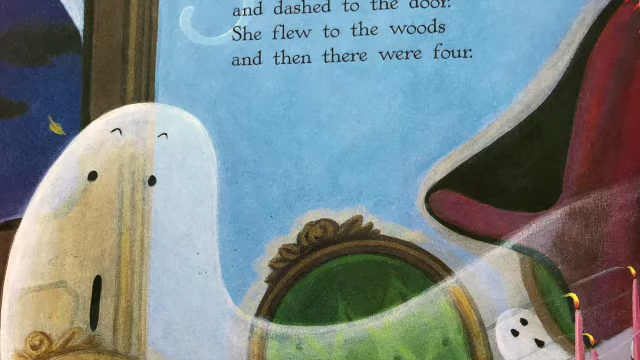 and dashed to the door.
She flew to the woods
and then there were four.